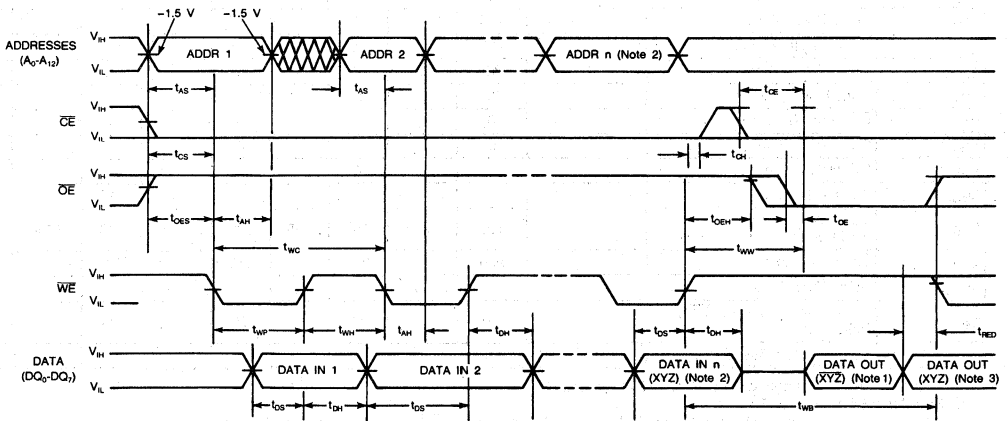 –1.5 V –1.5 V
ADDRESSES (A0-A12)
VIH
VIL
ADDR 1
ADDR 2
ADDR n (Note 2)
tAS
tAS
tCE
CE
VIH
VIL
tCS
tCH
OE
VIH
VIL
tOES
tAH
tOEH
tOE
tWC
tWW
WE
VIH
VIL
tWP
tWH
tAH
tDH
tDS
tDH
tRED
DATA (DQ0-DQ7)
VIH
VIL
DATA IN 1
DATA IN 2
DATA IN n (XYZ) (Note 2)
DATA OUT (XYZ) (Note 1)
DATA OUT (XYZ) (Note 3)
tDS
tDH
tDS
tWB